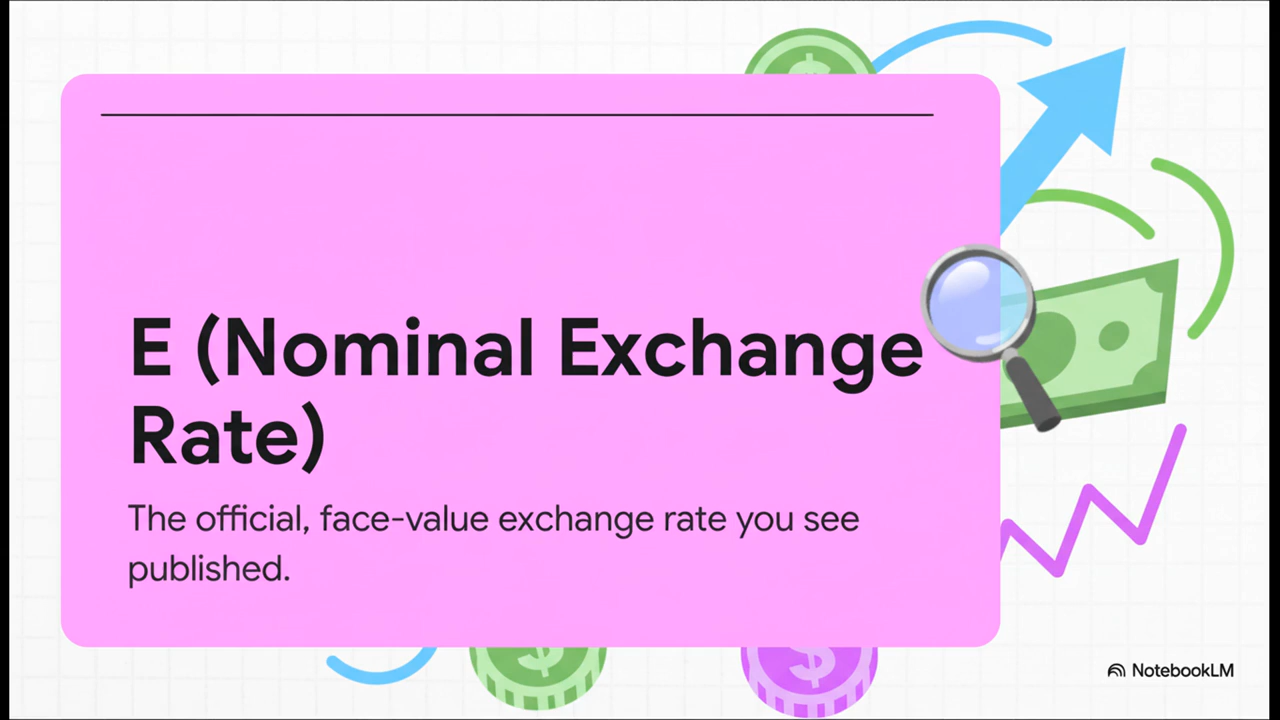 E (Nominal Exchange
Rate)
The official, face-value exchange rate you see
published.
NotebookLM